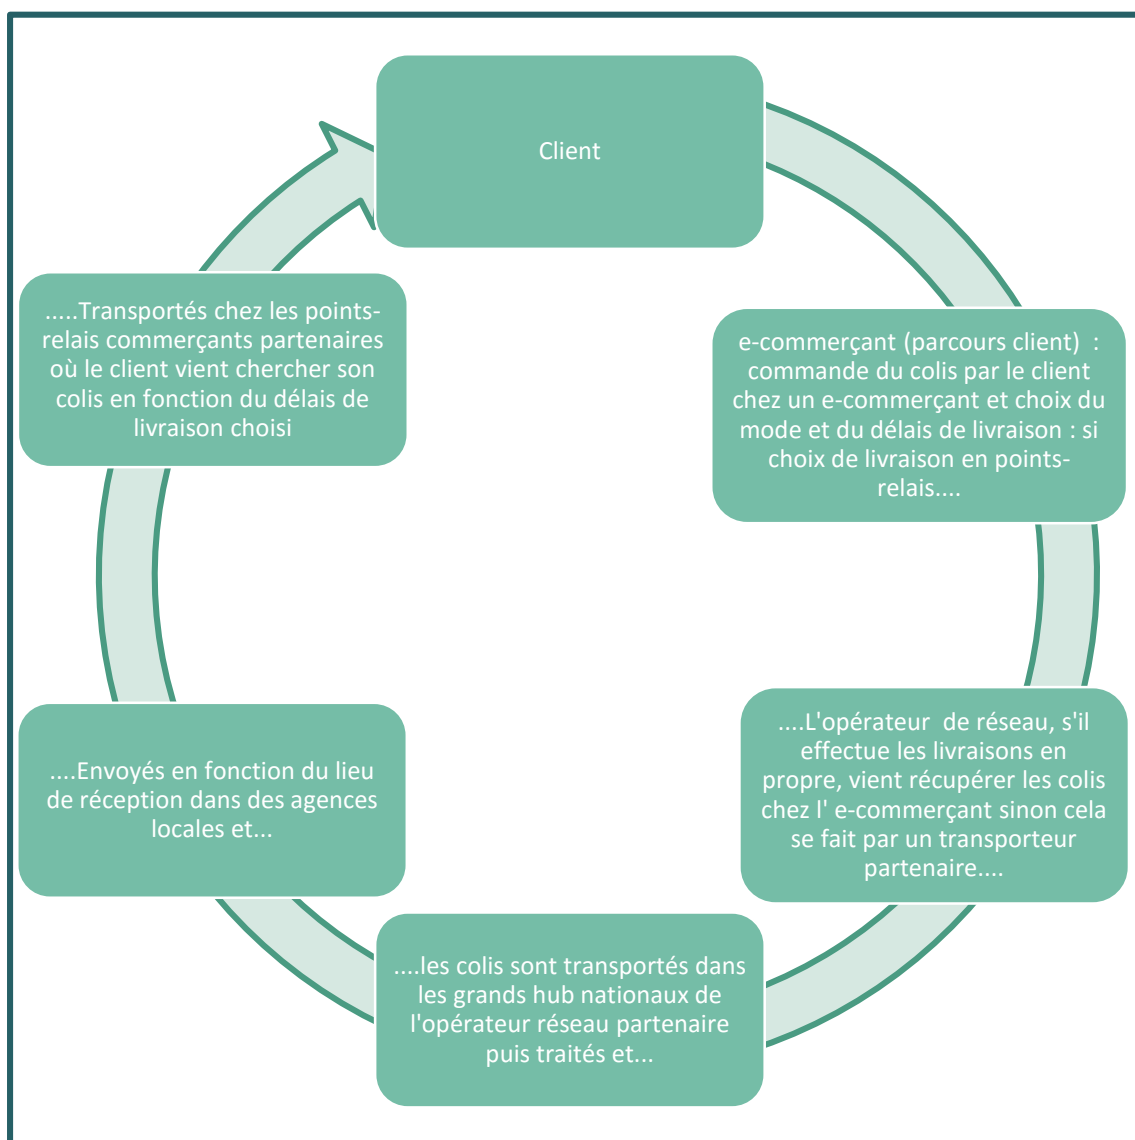 Client
e-commerçant (parcours client)  :
commande du colis par le client
chez un e-commerçant et choix du
mode et du délais de livraison : si
choix de livraison en points-
relais....
....L'opérateur  de réseau, s'il
effectue les livraisons en
propre, vient récupérer les colis
chez l' e-commerçant sinon cela
se fait par un transporteur
partenaire....
....les colis sont transportés dans
les grands hub nationaux de
l'opérateur réseau partenaire
puis traités et...
....Envoyés en fonction du lieu
de réception dans des agences
locales et...
.....Transportés chez les points-
relais commerçants partenaires
où le client vient chercher son
colis en fonction du délais de
livraison choisi